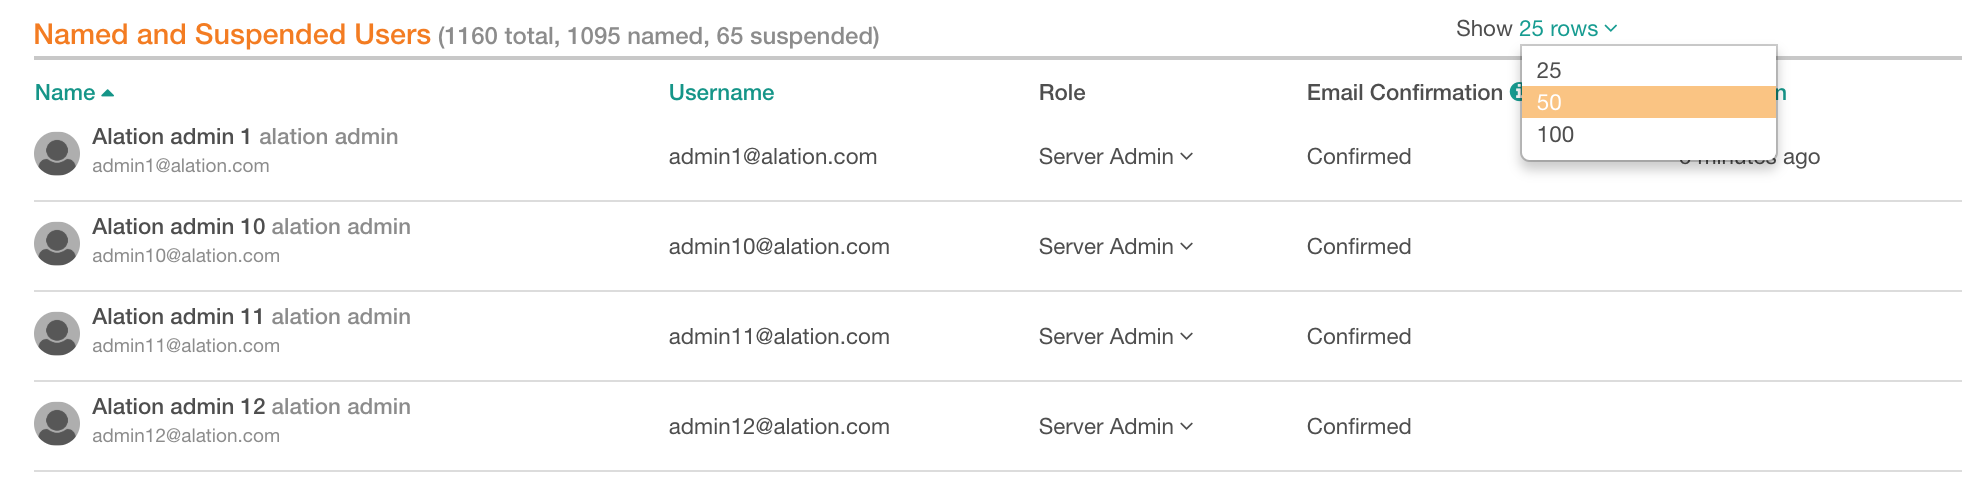 Named and Suspended Users (1160 total, 1095 named, 65 suspended)
Show 25 rows
25
50
100
Name Username Role Email Confirmation
Alation admin 1 alation admin
admin1@alation.com
admin1@alation.com Server Admin Confirmed ago
Alation admin 10 alation admin
admin10@alation.com
admin10@alation.com Server Admin Confirmed
Alation admin 11 alation admin
admin11@alation.com
admin11@alation.com Server Admin Confirmed
Alation admin 12 alation admin
admin12@alation.com
admin12@alation.com Server Admin Confirmed